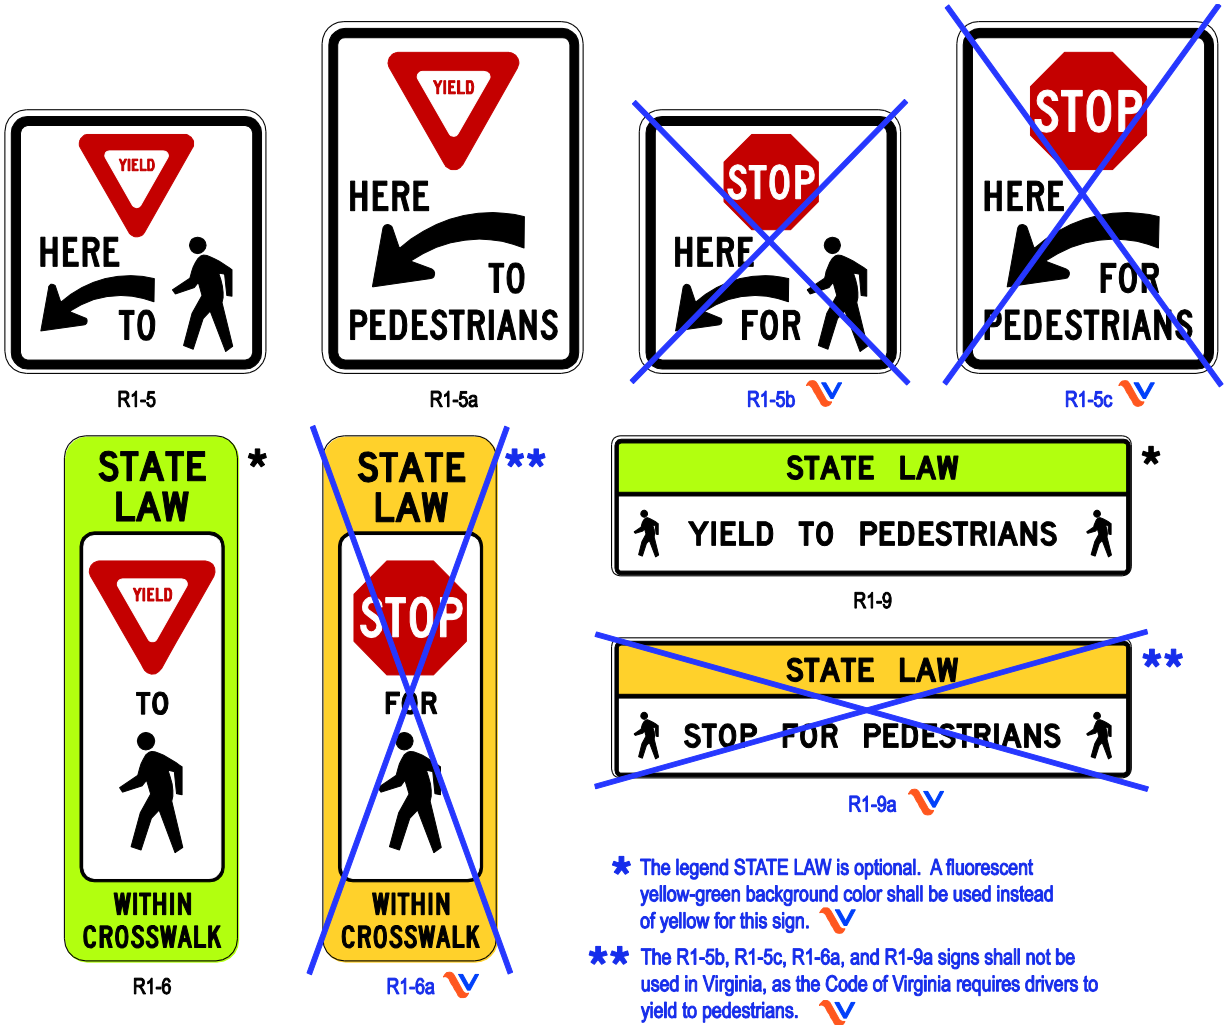 YIELD
HERE
TO
R1-5
YIELD
HERE
TO
PEDESTRIANS
R1-5a
STOP
HERE
FOR
R1-5b
STOP
HERE
FOR
PEDESTRIANS
R1-5c
STATE
LAW
*
YIELD
TO
WITHIN
CROSSWALK
R1-6
STATE
LAW
**
STOP
FOR
WITHIN
CROSSWALK
R1-6a
STATE LAW
*
YIELD TO PEDESTRIANS
R1-9
STATE LAW
**
STOP FOR PEDESTRIANS
R1-9a
* The legend STATE LAW is optional. A fluorescent
yellow-green background color shall be used instead
of yellow for this sign.
** The R1-5b, R1-5c, R1-6a, and R1-9a signs shall not be
used in Virginia, as the Code of Virginia requires drivers to
yield to pedestrians.